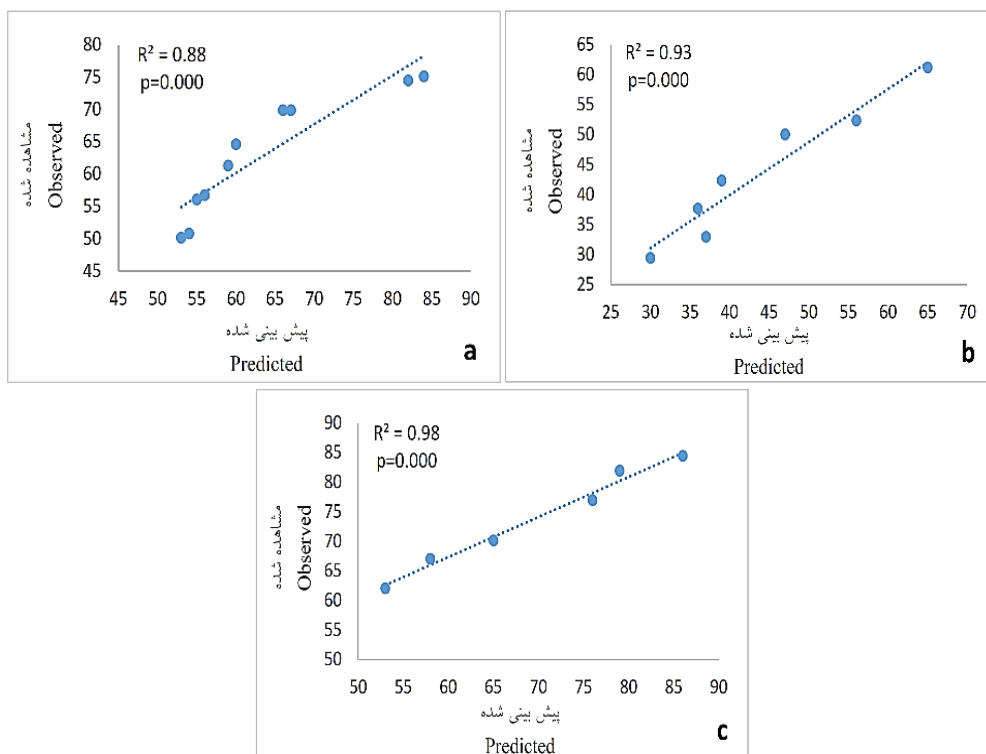 R² = 0.88
p=0.000
80
75
70
65
60
55
50
45
مشاهده شده
Observed
45 50 55 60 65 70 75 80 85 90
پیش بینی شده
Predicted
a
R² = 0.93
p=0.000
65
60
55
50
45
40
35
30
25
مشاهده شده
Observed
25 30 35 40 45 50 55 60 65 70
پیش بینی شده
Predicted
b
R² = 0.98
p=0.000
90
85
80
75
70
65
60
55
50
مشاهده شده
Observed
50 55 60 65 70 75 80 85 90
پیش بینی شده
Predicted
c